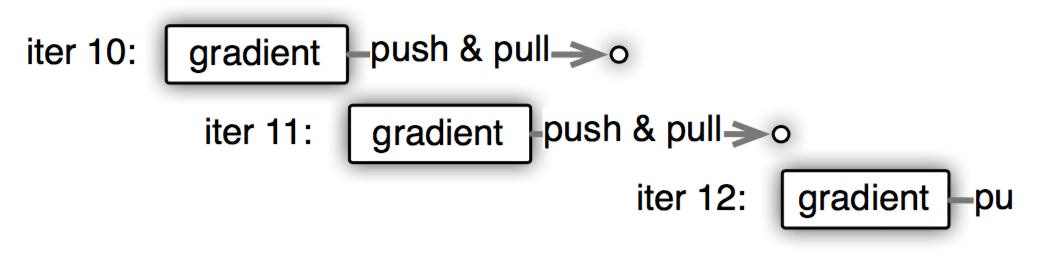 iter 10: gradient push & pull
iter 11: gradient push & pull
iter 12: gradient pu